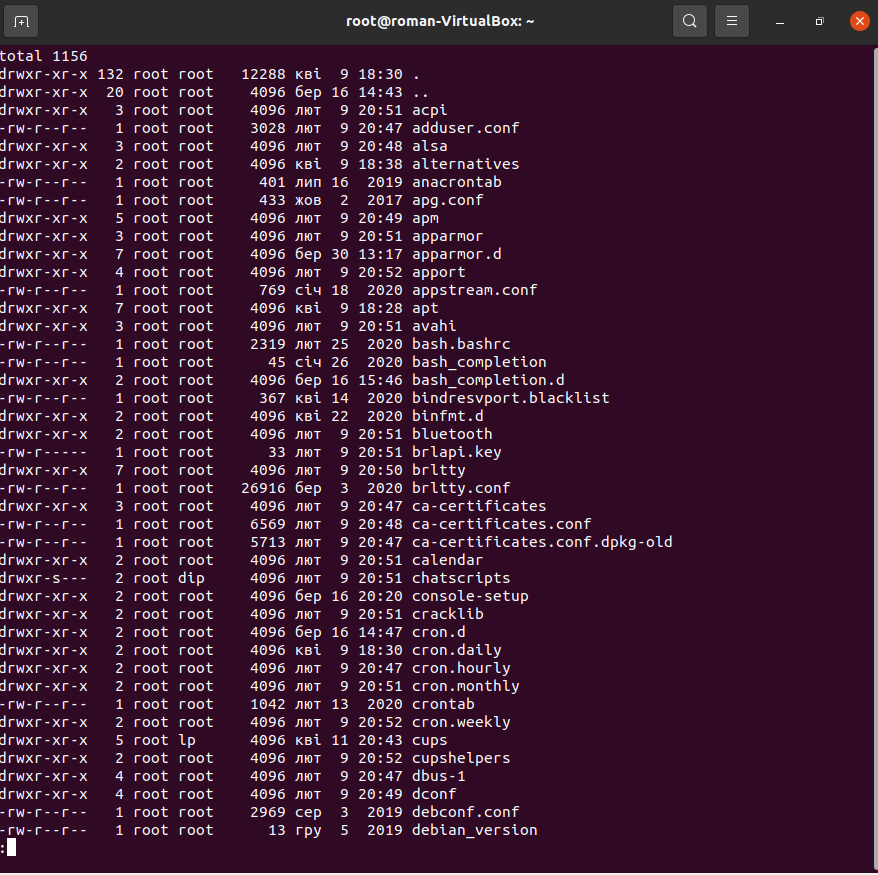 root@roman-VirtualBox: ~
total 1156
drwxr-xr-x 132 root root   12288 кві  9 18:30 .
drwxr-xr-x  20 root root    4096 бер 16 14:43 ..
drwxr-xr-x   3 root root    4096 лют  9 20:51 acpi
-rw-r--r--   1 root root    3028 лют  9 20:47 adduser.conf
drwxr-xr-x   3 root root    4096 лют  9 20:48 alsa
drwxr-xr-x   2 root root    4096 кві  9 18:38 alternatives
-rw-r--r--   1 root root     401 лип 16  2019 anacrontab
-rw-r--r--   1 root root     433 жов  2  2017 apg.conf
drwxr-xr-x   5 root root    4096 лют  9 20:49 apm
drwxr-xr-x   3 root root    4096 лют  9 20:51 apparmor
drwxr-xr-x   7 root root    4096 бер 30 13:17 apparmor.d
drwxr-xr-x   4 root root    4096 лют  9 20:52 apport
-rw-r--r--   1 root root     769 січ 18  2020 appstream.conf
drwxr-xr-x   7 root root    4096 кві  9 18:28 apt
drwxr-xr-x   3 root root    4096 лют  9 20:51 avahi
-rw-r--r--   1 root root    2319 лют 25  2020 bash.bashrc
-rw-r--r--   1 root root      45 січ 26  2020 bash_completion
drwxr-xr-x   2 root root    4096 бер 16 15:46 bash_completion.d
-rw-r--r--   1 root root     367 кві 14  2020 bindresvport.blacklist
drwxr-xr-x   2 root root    4096 кві 22  2020 binfmt.d
drwxr-xr-x   2 root root    4096 лют  9 20:51 bluetooth
-rw-r-----   1 root root      33 лют  9 20:51 brlapi.key
drwxr-xr-x   7 root root    4096 лют  9 20:50 brltty
-rw-r--r--   1 root root   26916 бер  3  2020 brltty.conf
drwxr-xr-x   3 root root    4096 лют  9 20:47 ca-certificates
-rw-r--r--   1 root root    6569 лют  9 20:48 ca-certificates.conf
-rw-r--r--   1 root root    5713 лют  9 20:47 ca-certificates.conf.dpkg-old
drwxr-xr-x   2 root root    4096 лют  9 20:51 calendar
drwxr-s---   2 root dip     4096 лют  9 20:51 chatscripts
drwxr-xr-x   2 root root    4096 бер 16 20:20 console-setup
drwxr-xr-x   2 root root    4096 лют  9 20:51 cracklib
drwxr-xr-x   2 root root    4096 бер 16 14:47 cron.d
drwxr-xr-x   2 root root    4096 кві  9 18:30 cron.daily
drwxr-xr-x   2 root root    4096 лют  9 20:47 cron.hourly
drwxr-xr-x   2 root root    4096 лют  9 20:51 cron.monthly
-rw-r--r--   1 root root    1042 лют 13  2020 crontab
drwxr-xr-x   2 root root    4096 лют  9 20:52 cron.weekly
drwxr-xr-x   5 root lp      4096 кві 11 20:43 cups
drwxr-xr-x   2 root root    4096 лют  9 20:52 cupshelpers
drwxr-xr-x   4 root root    4096 лют  9 20:47 dbus-1
drwxr-xr-x   4 root root    4096 лют  9 20:49 dconf
-rw-r--r--   1 root root    2969 сер  3  2019 debconf.conf
-rw-r--r--   1 root root      13 гру  5  2019 debian_version
: